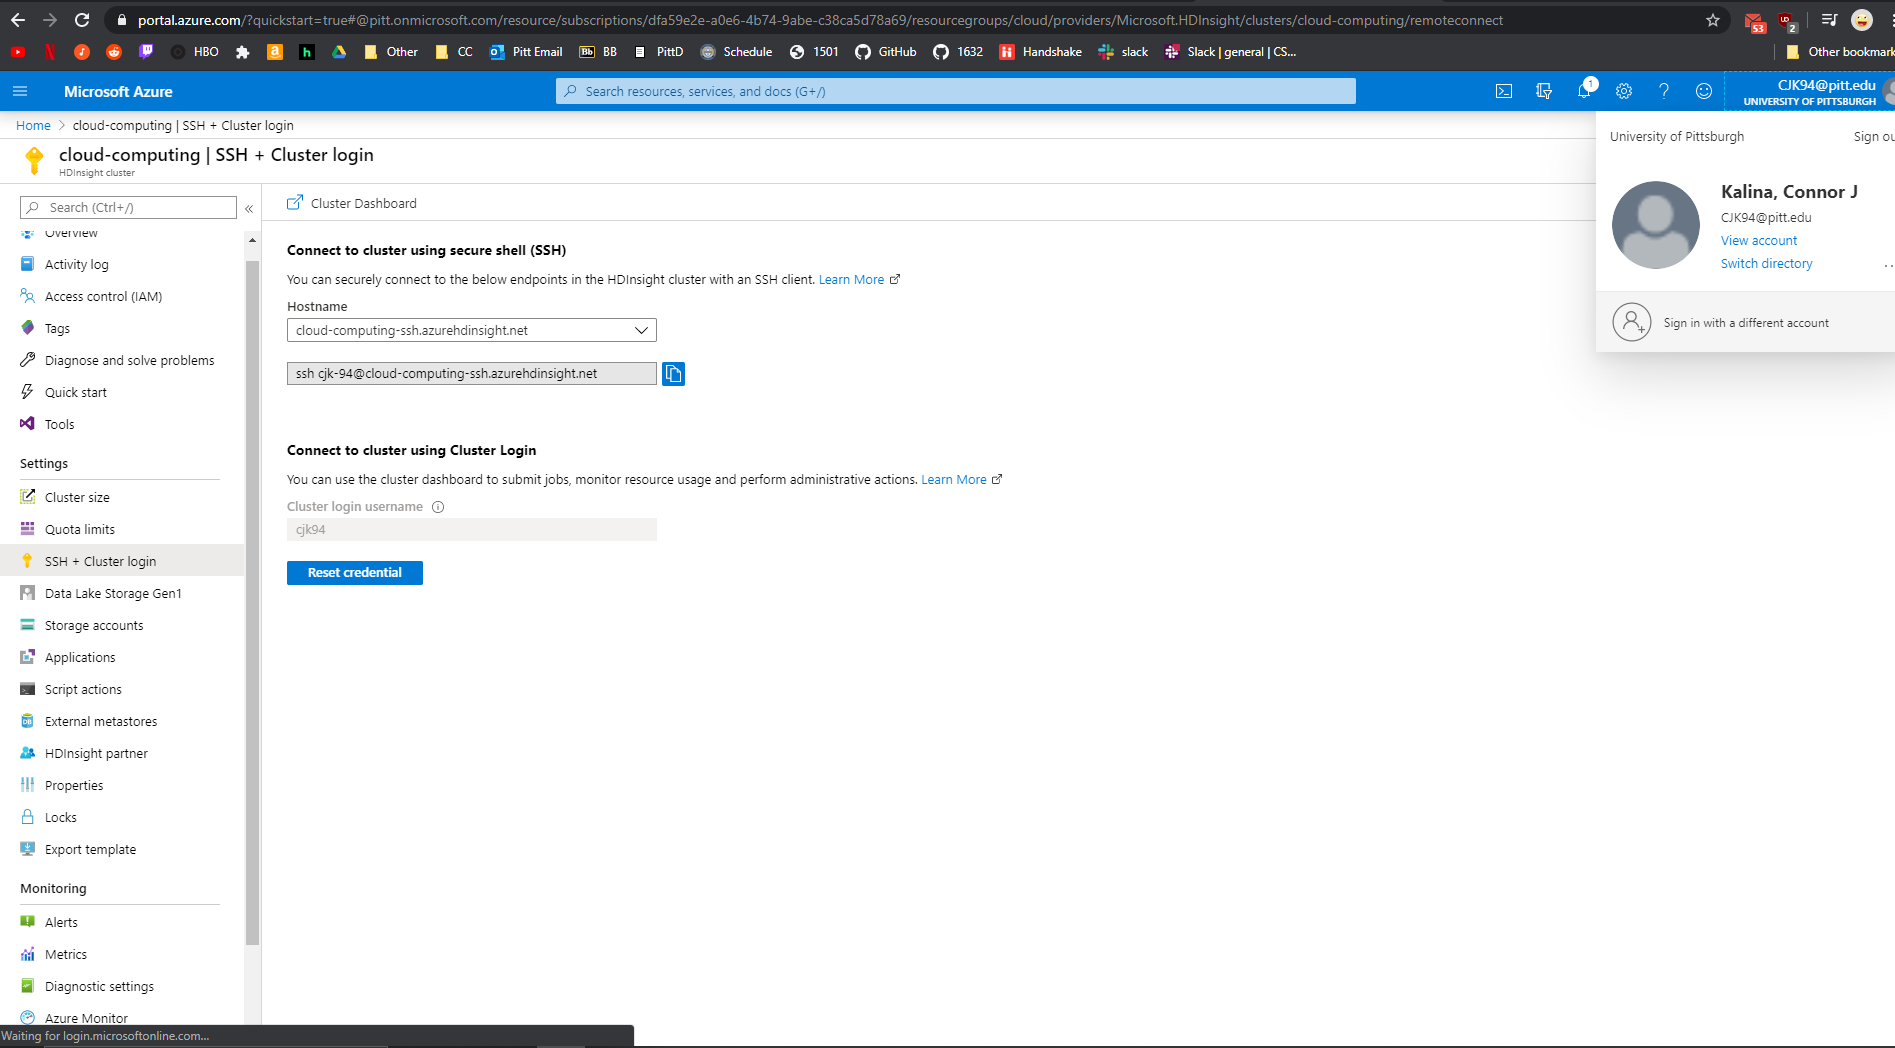 portal.azure.com/?quickstart=true#@pitt.onmicrosoft.com/resource/subscriptions/dfa59e2e-a0e6-4b74-9abe-c38ca5d78a69/resourcegroups/cloud/providers/Microsoft.HDInsight/clusters/cloud-computing/remoteconnect
53
UD
2
HBO
a
h
Other
CC
Pitt Email
Bb BB
PittD
Schedule
1501
GitHub
1632
Handshake
slack
Slack | general | CS...
Other bookmark
Microsoft Azure
Search resources, services, and docs (G+/)
1
CJK94@pitt.edu
UNIVERSITY OF PITTSBURGH
Home > cloud-computing | SSH + Cluster login
cloud-computing | SSH + Cluster login
HDInsight cluster
University of Pittsburgh
Sign ou
Kalina, Connor J
CJK94@pitt.edu
View account
Switch directory
Sign in with a different account
Search (Ctrl+/)
«
Overview
Activity log
Access control (IAM)
Tags
Diagnose and solve problems
Quick start
Tools
Settings
Cluster size
Quota limits
SSH + Cluster login
Data Lake Storage Gen1
Storage accounts
Applications
Script actions
External metastores
HDInsight partner
Properties
Locks
Export template
Monitoring
Alerts
Metrics
Diagnostic settings
Azure Monitor
Cluster Dashboard
Connect to cluster using secure shell (SSH)
You can securely connect to the below endpoints in the HDInsight cluster with an SSH client. Learn More
Hostname
cloud-computing-ssh.azurehdinsight.net
ssh cjk-94@cloud-computing-ssh.azurehdinsight.net
Connect to cluster using Cluster Login
You can use the cluster dashboard to submit jobs, monitor resource usage and perform administrative actions. Learn More
Cluster login username
cjk94
Reset credential
Waiting for login.microsoftonline.com...